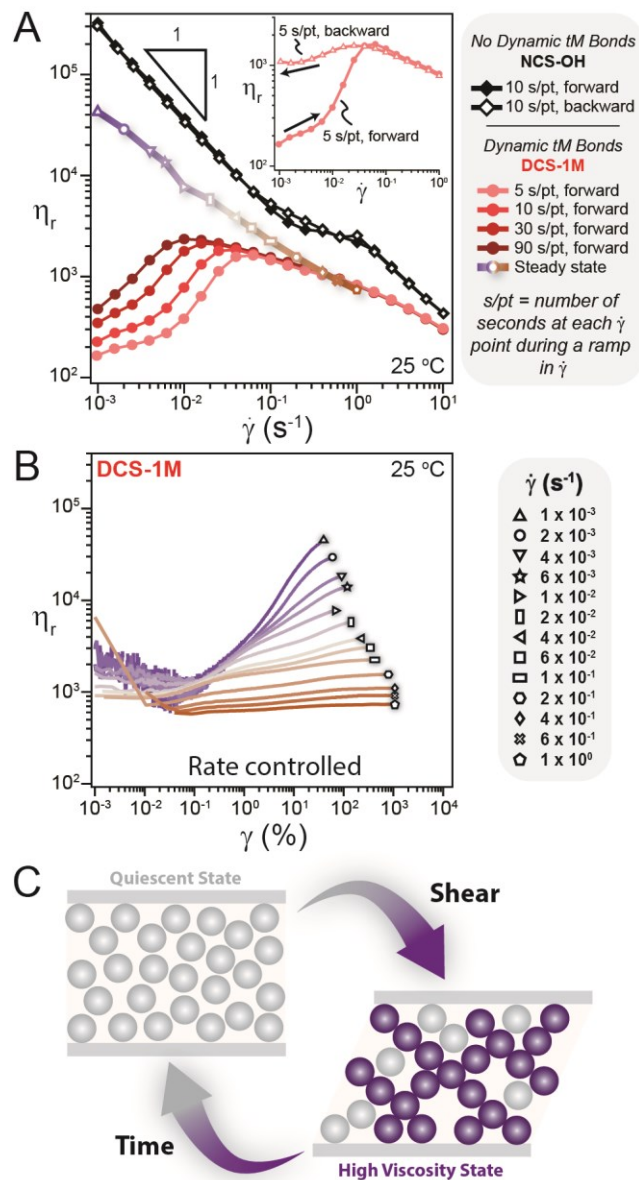 A
10⁵
10⁴
10³
10²
ηr
10⁻³ 10⁻² 10⁻¹ 10⁰ 10¹
γ̇ (s⁻¹)
1
1
25 °C
5 s/pt, backward
10³
ηr
5 s/pt, forward
10²
10⁻³ 10⁻² 10⁻¹ 10⁰
γ̇
No Dynamic tM Bonds
NCS-OH
10 s/pt, forward
10 s/pt, backward
Dynamic tM Bonds
DCS-1M
5 s/pt, forward
10 s/pt, forward
30 s/pt, forward
90 s/pt, forward
Steady state
s/pt = number of
seconds at each γ̇
point during a ramp
in γ̇
B
DCS-1M
25 °C
10⁵
10⁴
10³
10²
ηr
Rate controlled
10⁻³ 10⁻² 10⁻¹ 10⁰ 10¹ 10² 10³ 10⁴
γ (%)
γ̇ (s⁻¹)
1 x 10⁻³
2 x 10⁻³
4 x 10⁻³
6 x 10⁻³
1 x 10⁻²
2 x 10⁻²
4 x 10⁻²
6 x 10⁻²
1 x 10⁻¹
2 x 10⁻¹
4 x 10⁻¹
6 x 10⁻¹
1 x 10⁰
C
Quiescent State
Shear
Time
High Viscosity State